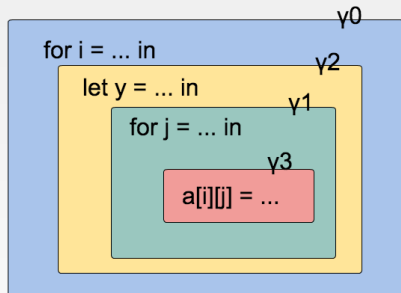 γ0
for i = ... in
γ2
let y = ... in
γ1
for j = ... in
γ3
a[i][j] = ...